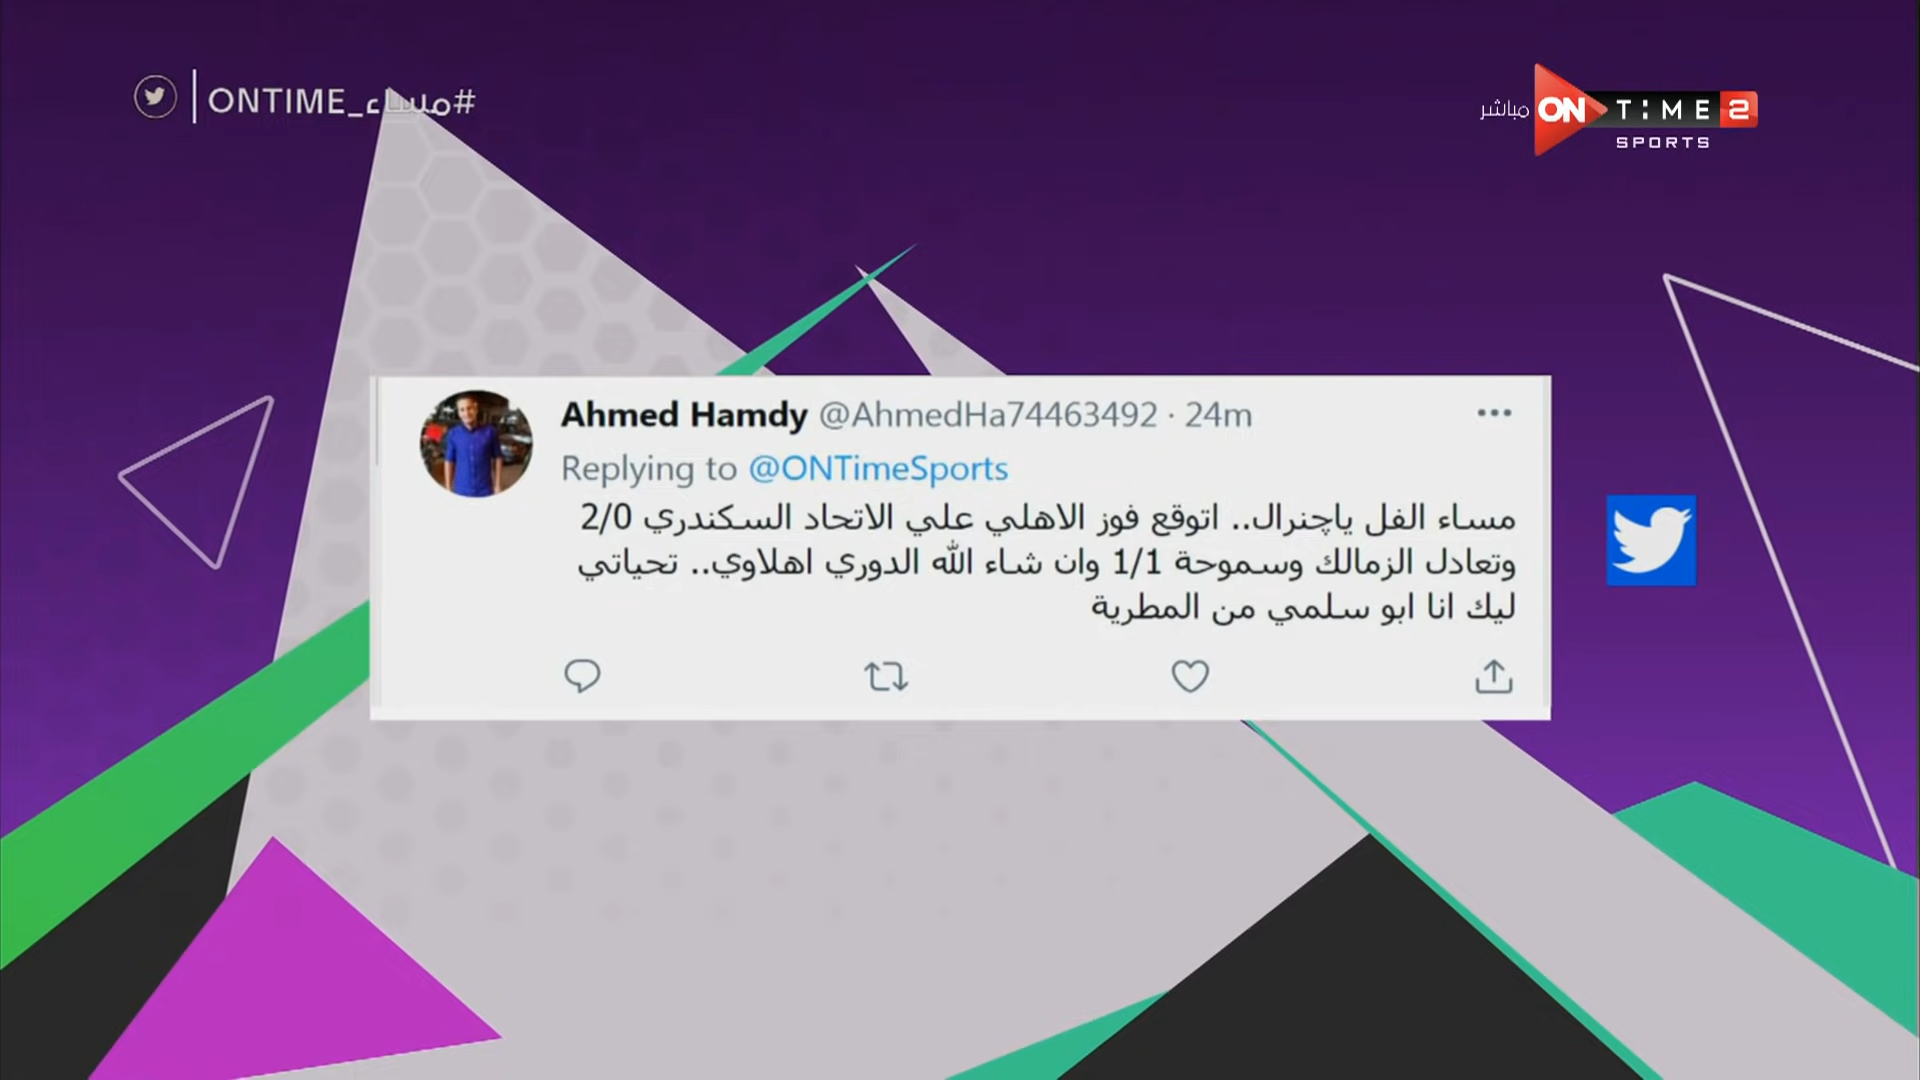 #مساء_ONTIME
مباشر ON TIME 2
SPORTS
Ahmed Hamdy @AhmedHa74463492 · 24m
Replying to @ONTimeSports
مساء الفل ياچنرال.. اتوقع فوز الاهلي علي الاتحاد السكندري 2/0
وتعادل الزمالك وسموحة 1/1 وان شاء الله الدوري اهلاوي.. تحياتي
ليك انا ابو سلمي من المطرية